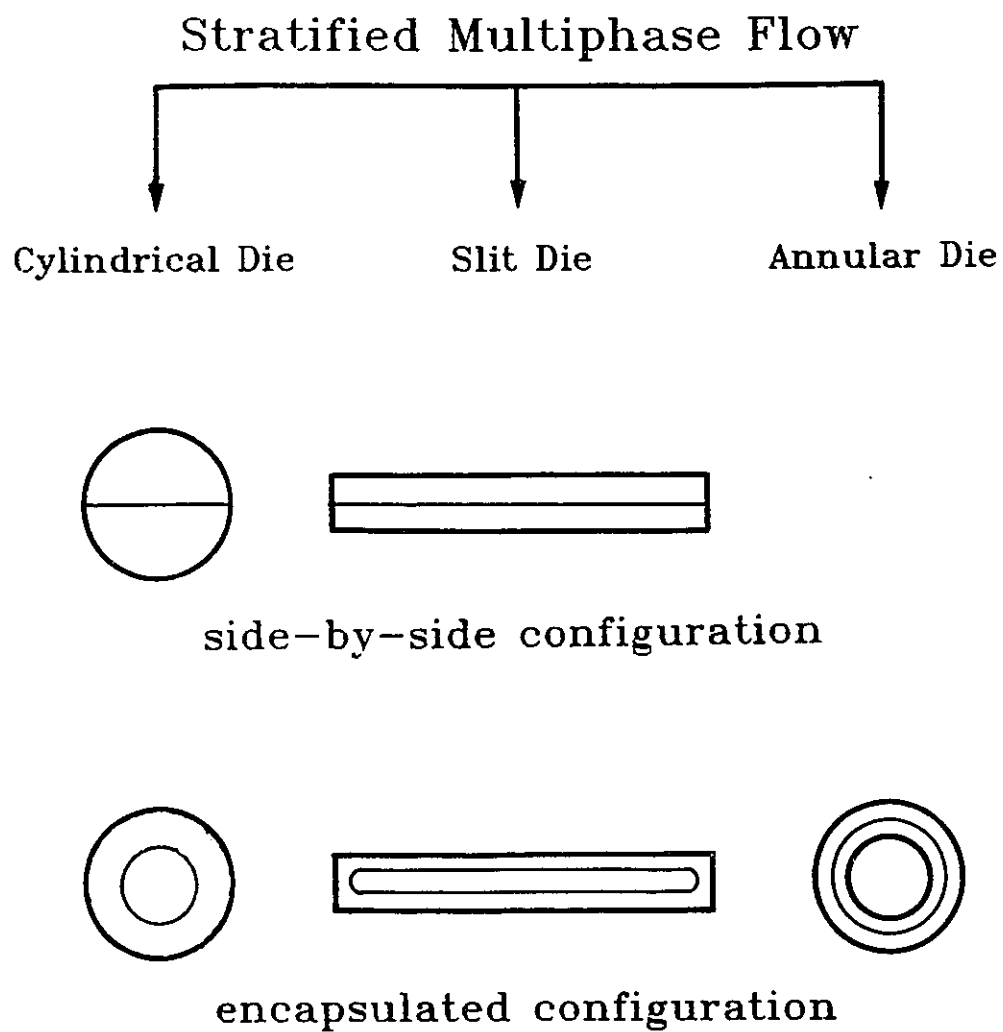 Stratified Multiphase Flow
Cylindrical Die
Slit Die
Annular Die
side-by-side configuration
encapsulated configuration